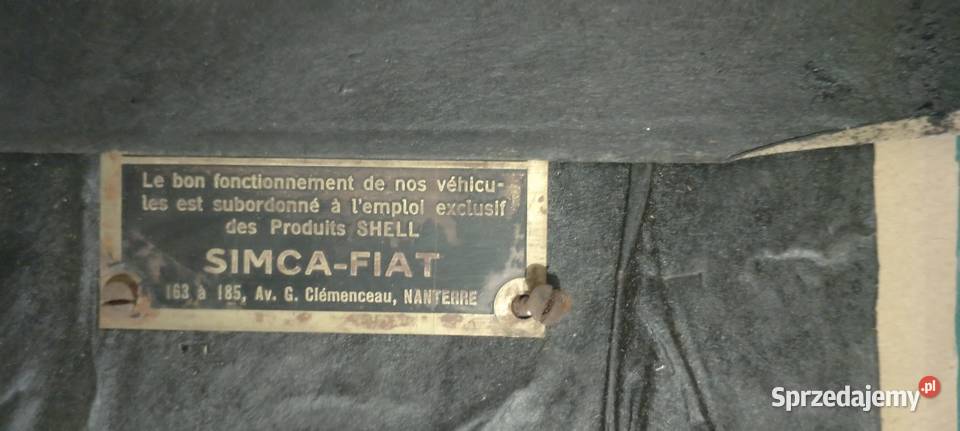 Le bon fonctionnement de nos véhicu-
les est subordonné à l'emploi exclusif
des Produits SHELL
SIMCA-FIAT
163 à 185, Av. G. Clémenceau, NANTERRE
Sprzedajemy.pl